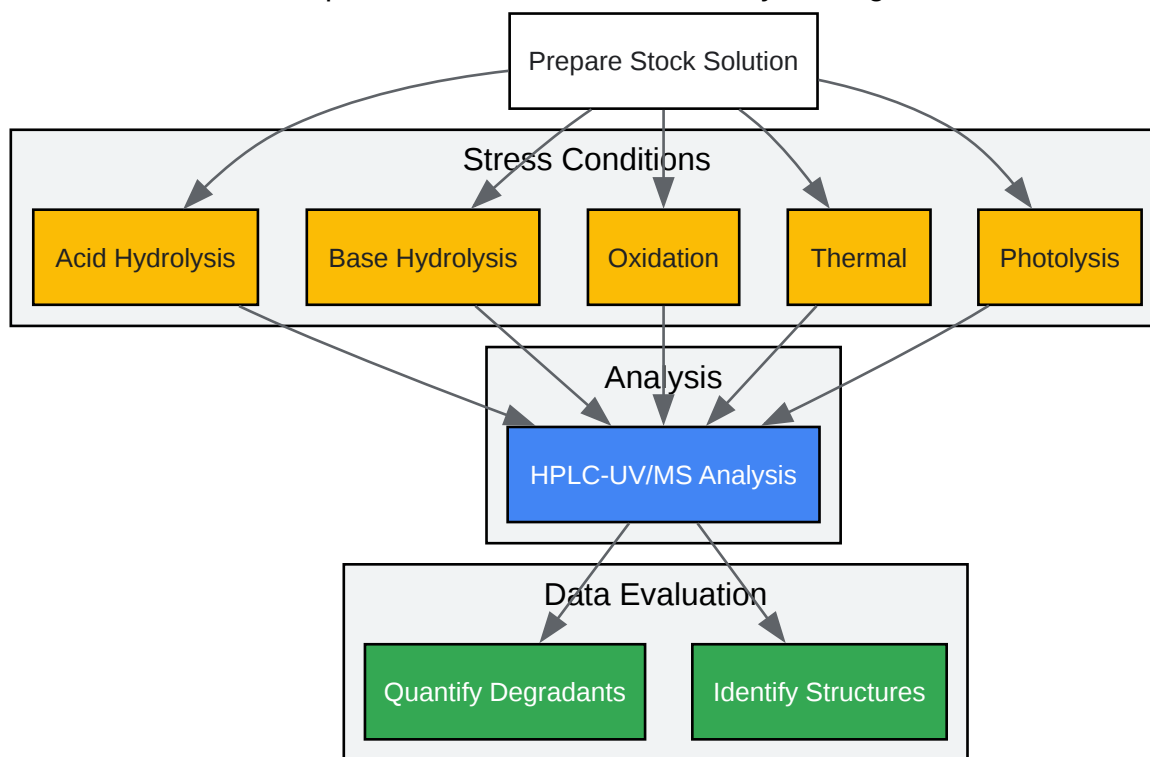 Prepare Stock Solution
Stress Conditions
Acid Hydrolysis
Base Hydrolysis
Oxidation
Thermal
Photolysis
Analysis
HPLC-UV/MS Analysis
Data Evaluation
Quantify Degradants
Identify Structures